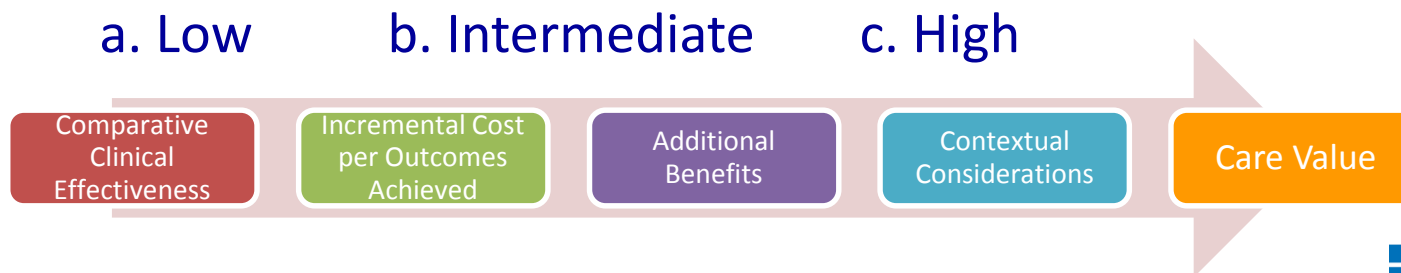 a. Low b. Intermediate c. High
Comparative
Clinical
Effectiveness
Incremental Cost
per Outcomes
Achieved
Additional
Benefits
Contextual
Considerations
Care Value